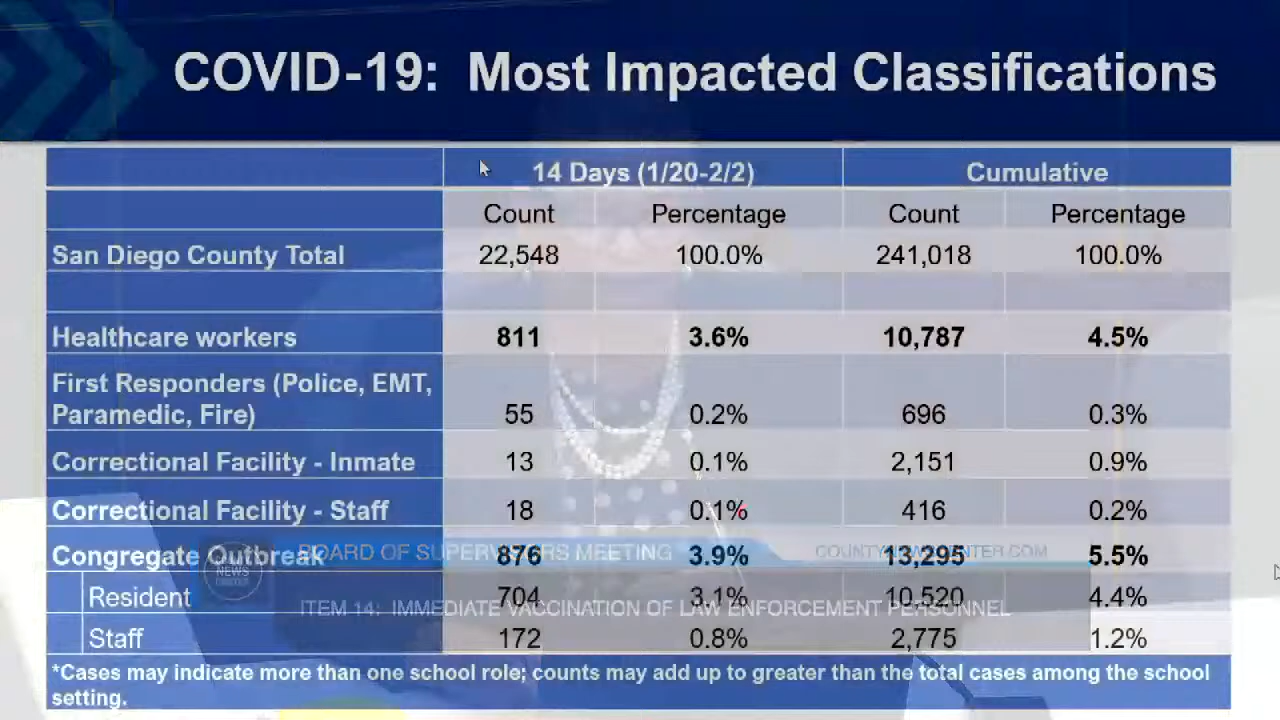 COVID-19: Most Impacted Classifications
14 Days (1/20-2/2) Cumulative
Count Percentage Count Percentage
San Diego County Total 22,548 100.0% 241,018 100.0%
Healthcare workers 811 3.6% 10,787 4.5%
First Responders (Police, EMT,
Paramedic, Fire) 55 0.2% 696 0.3%
Correctional Facility - Inmate 13 0.1% 2,151 0.9%
Correctional Facility - Staff 18 0.1% 416 0.2%
Congregate Outbreak 876 3.9% 13,295 5.5%
BOARD OF SUPERVISORS MEETING COUNTYNEWSCENTER.COM
NEWS
CENTER
Resident 704 3.1% 10,520 4.4%
ITEM 14: IMMEDIATE VACCINATION OF LAW ENFORCEMENT PERSONNEL
Staff 172 0.8% 2,775 1.2%
*Cases may indicate more than one school role; counts may add up to greater than the total cases among the school
setting.